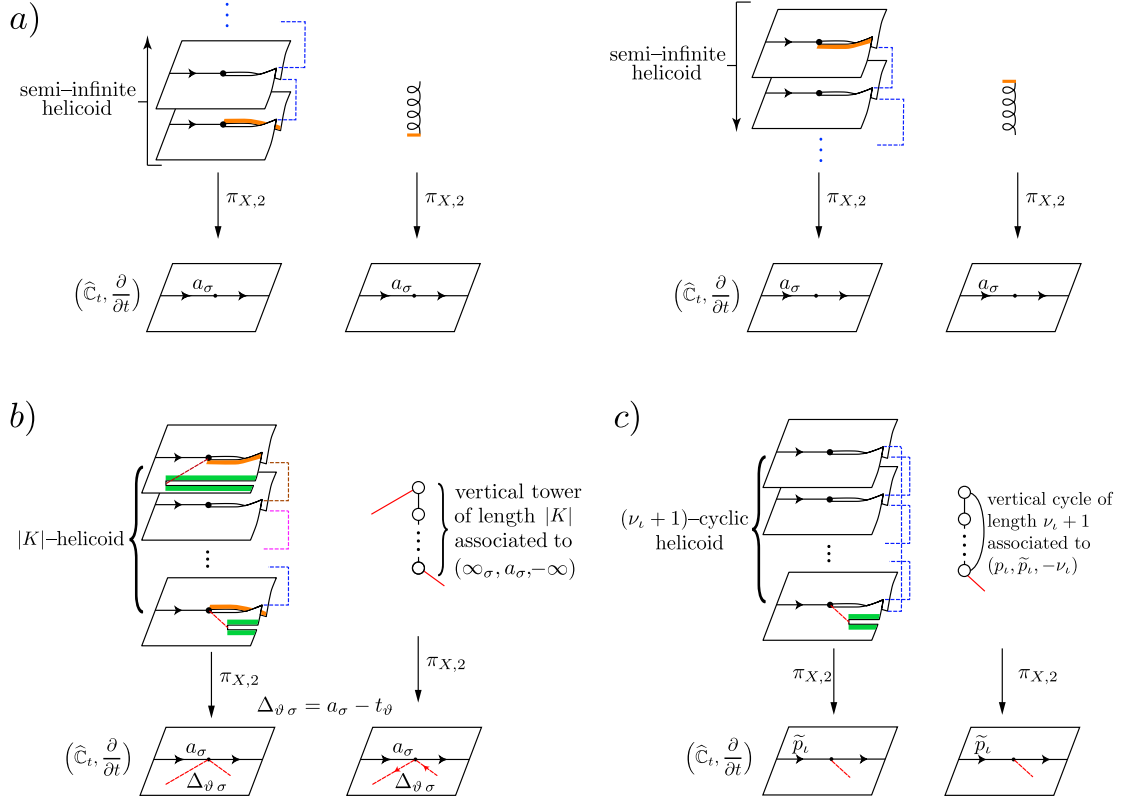 a)
semi–infinite
helicoid
π_{X,2}
π_{X,2}
(ℂ̂_t, ∂/∂t)
a_σ
a_σ
semi–infinite
helicoid
π_{X,2}
π_{X,2}
(ℂ̂_t, ∂/∂t)
a_σ
a_σ
b)
|K|–helicoid
vertical tower
of length |K|
associated to
(∞_σ, a_σ, −∞)
π_{X,2}
π_{X,2}
Δ_{ϑ σ} = a_σ − t_ϑ
(ℂ̂_t, ∂/∂t)
a_σ
Δ_{ϑ σ}
a_σ
Δ_{ϑ σ}
c)
(ν_ι + 1)–cyclic
helicoid
vertical cycle of
length ν_ι + 1
associated to
(p_ι, p̃_ι, −ν_ι)
π_{X,2}
π_{X,2}
(ℂ̂_t, ∂/∂t)
p̃_ι
p̃_ι